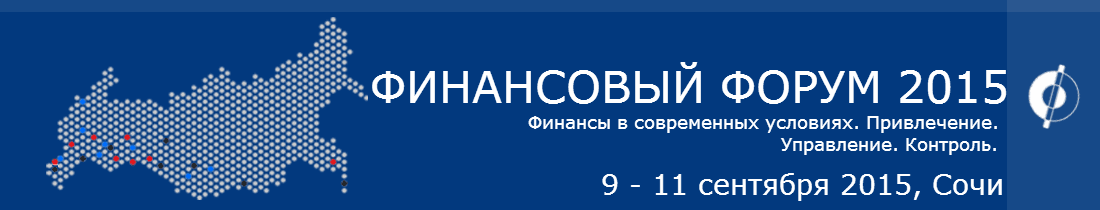 ФИНАНСОВЫЙ ФОРУМ 2015
Финансы в современных условиях. Привлечение.
Управление. Контроль.
9 - 11 сентября 2015, Сочи